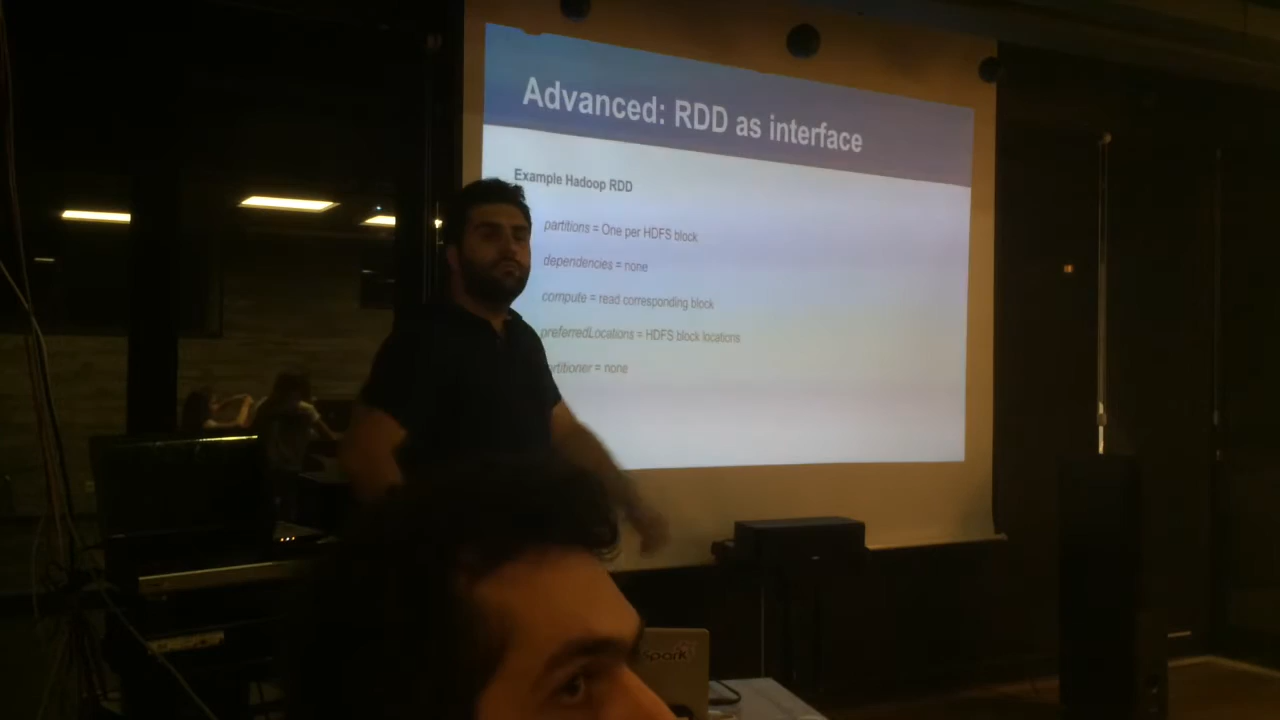 Advanced: RDD as interface
Example Hadoop RDD
partitions = One per HDFS block
dependencies = none
compute = read corresponding block
preferredLocations = HDFS block locations
artitioner = none
Spark